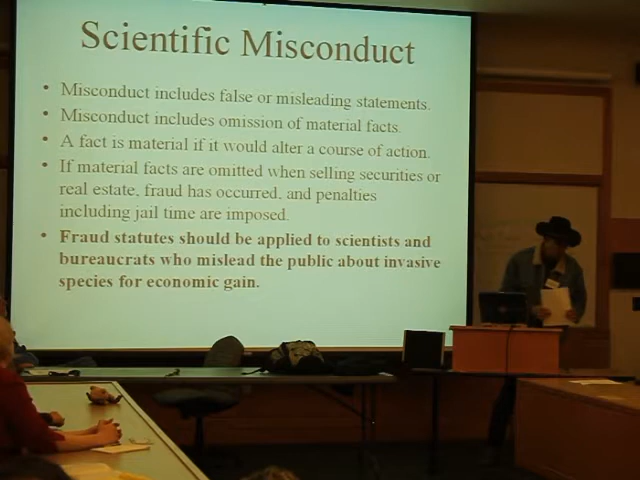 Scientific Misconduct
• Misconduct includes false or misleading statements.
• Misconduct includes omission of material facts.
• A fact is material if it would alter a course of action.
• If material facts are omitted when selling securities or
real estate, fraud has occurred, and penalties
including jail time are imposed.
• Fraud statutes should be applied to scientists and
bureaucrats who mislead the public about invasive
species for economic gain.